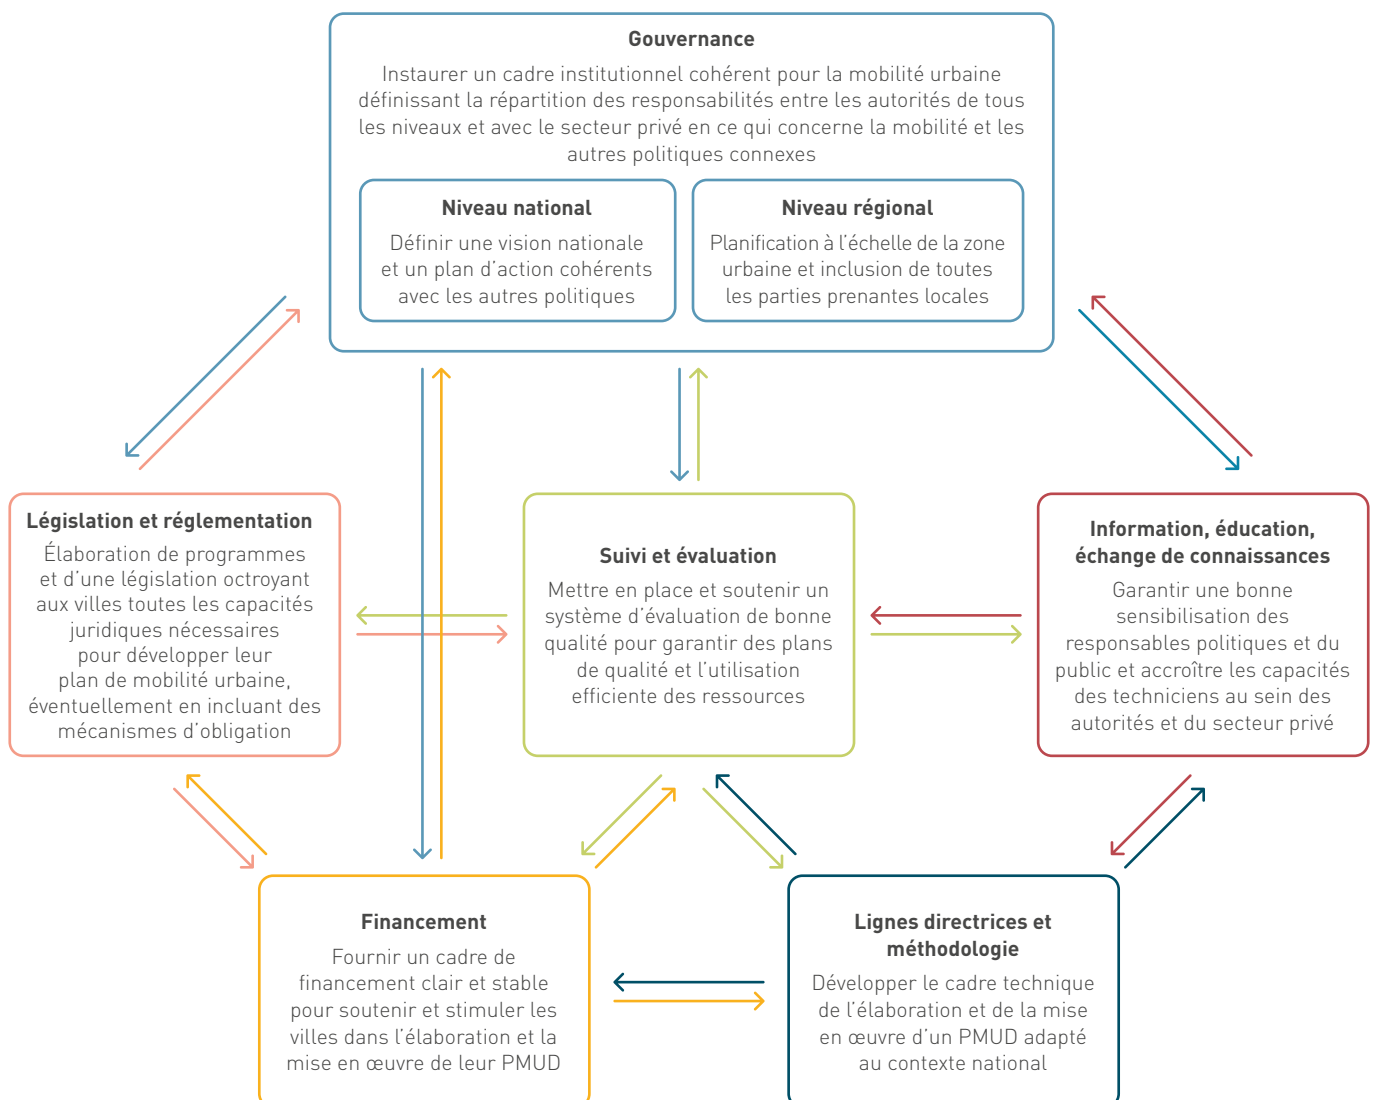 Gouvernance
Instaurer un cadre institutionnel cohérent pour la mobilité urbaine
définissant la répartition des responsabilités entre les autorités de tous
les niveaux et avec le secteur privé en ce qui concerne la mobilité et les
autres politiques connexes
Niveau national
Définir une vision nationale
et un plan d’action cohérents
avec les autres politiques
Niveau régional
Planification à l’échelle de la zone
urbaine et inclusion de toutes
les parties prenantes locales
Législation et réglementation
Élaboration de programmes
et d’une législation octroyant
aux villes toutes les capacités
juridiques nécessaires
pour développer leur
plan de mobilité urbaine,
éventuellement en incluant des
mécanismes d’obligation
Suivi et évaluation
Mettre en place et soutenir un
système d’évaluation de bonne
qualité pour garantir des plans
de qualité et l’utilisation
efficiente des ressources
Information, éducation,
échange de connaissances
Garantir une bonne
sensibilisation des
responsables politiques et du
public et accroître les capacités
des techniciens au sein des
autorités et du secteur privé
Financement
Fournir un cadre de
financement clair et stable
pour soutenir et stimuler les
villes dans l’élaboration et la
mise en œuvre de leur PMUD
Lignes directrices et
méthodologie
Développer le cadre technique
de l’élaboration et de la mise
en œuvre d’un PMUD adapté
au contexte national